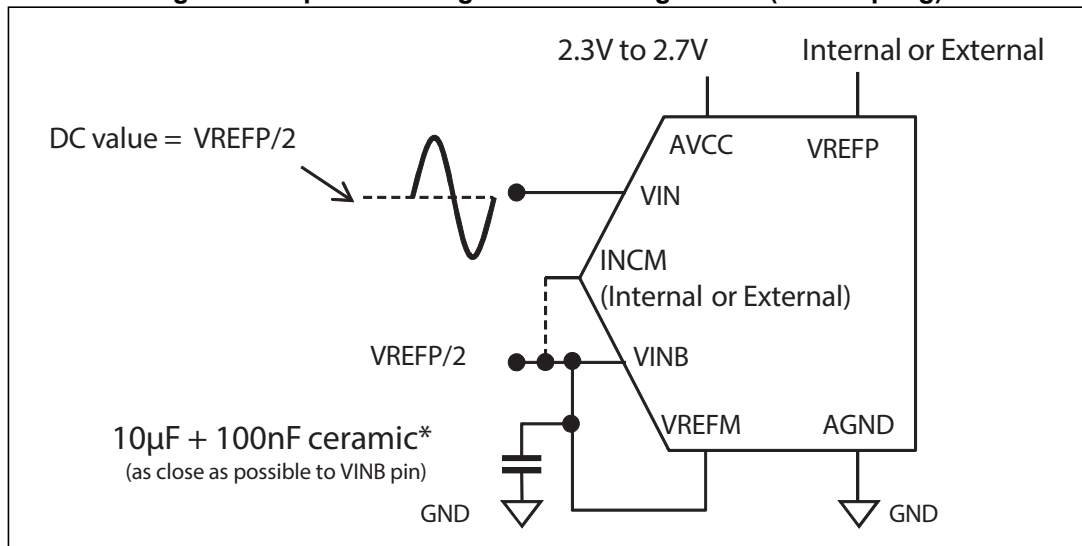 2.3V to 2.7V
Internal or External
DC value = VREFP/2
AVCC
VREFP
VIN
INCM
(Internal or External)
VREFP/2
VINB
10µF + 100nF ceramic*
(as close as possible to VINB pin)
VREFM
AGND
GND
GND